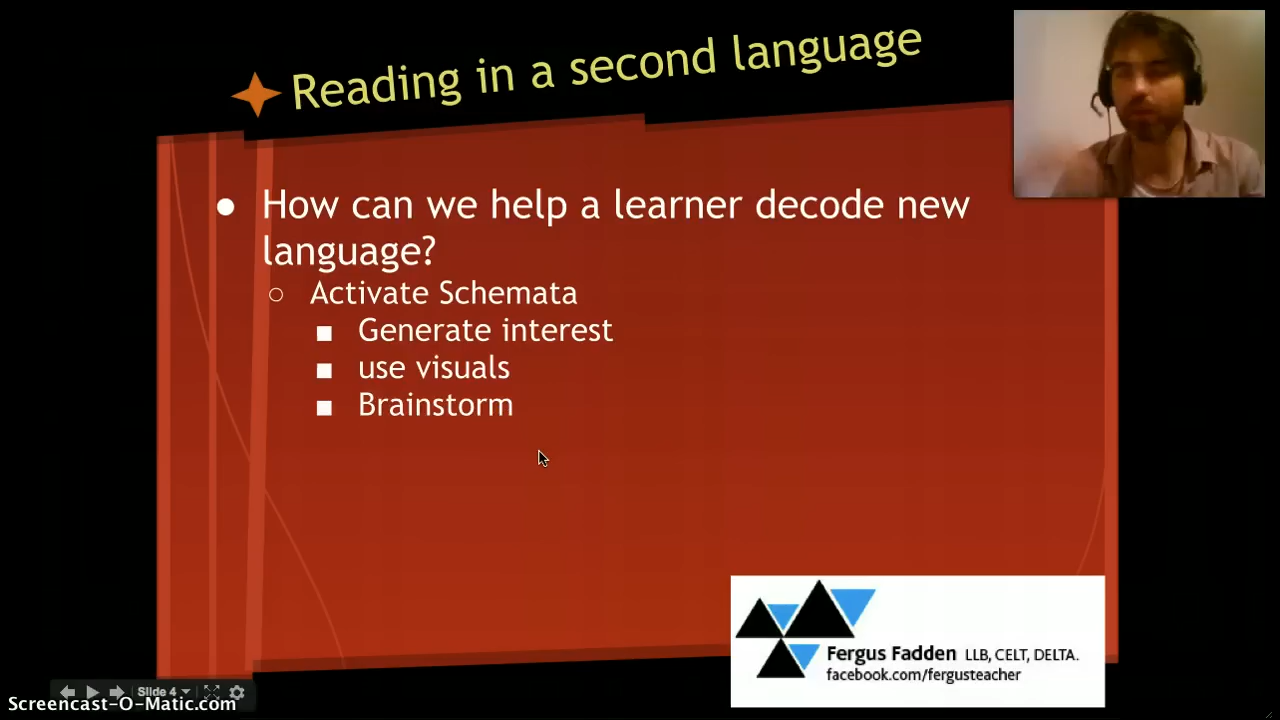 Reading in a second language
How can we help a learner decode new
language?
Activate Schemata
Generate interest
use visuals
Brainstorm
Fergus Fadden LLB, CELT, DELTA.
facebook.com/fergusteacher
Slide 4
Screencast-O-Matic.com